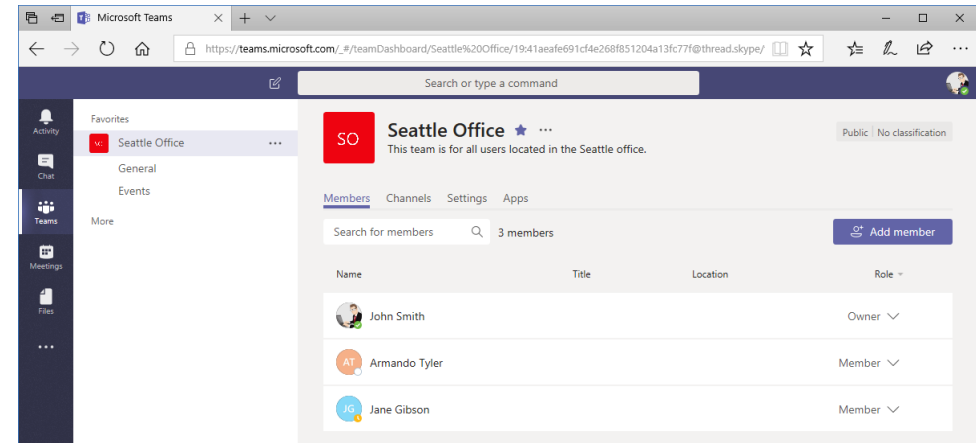 Microsoft Teams
https://teams.microsoft.com/_#/teamDashboard/Seattle%20Office/19:41aeafe691cf4e268f851204a13fc77f@thread.skype/
Search or type a command
Activity
Chat
Teams
Meetings
Files
Favorites
Seattle Office
General
Events
More
SO
Seattle Office
This team is for all users located in the Seattle office.
Public No classification
Members Channels Settings Apps
Search for members 3 members Add member
Name Title Location Role
John Smith Owner
AT Armando Tyler Member
JG Jane Gibson Member